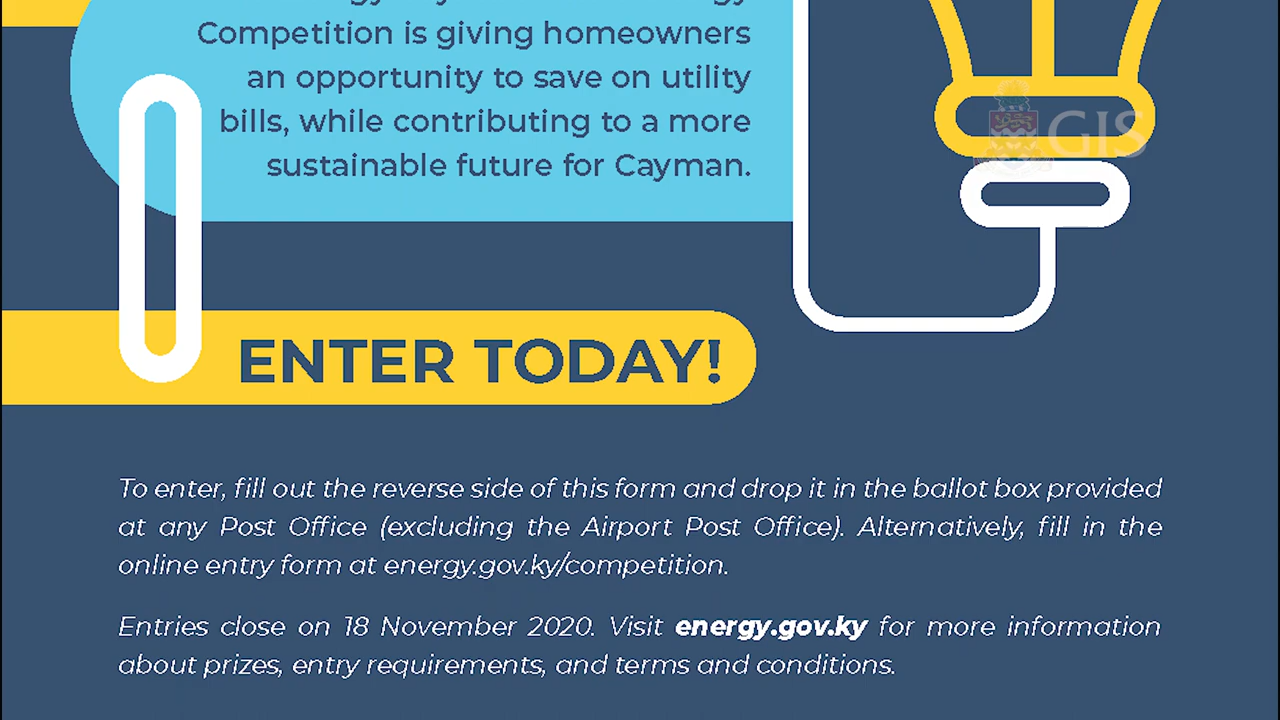 Competition is giving homeowners
an opportunity to save on utility
bills, while contributing to a more
sustainable future for Cayman.
GIS
ENTER TODAY!
To enter, fill out the reverse side of this form and drop it in the ballot box provided
at any Post Office (excluding the Airport Post Office). Alternatively, fill in the
online entry form at energy.gov.ky/competition.
Entries close on 18 November 2020. Visit energy.gov.ky for more information
about prizes, entry requirements, and terms and conditions.